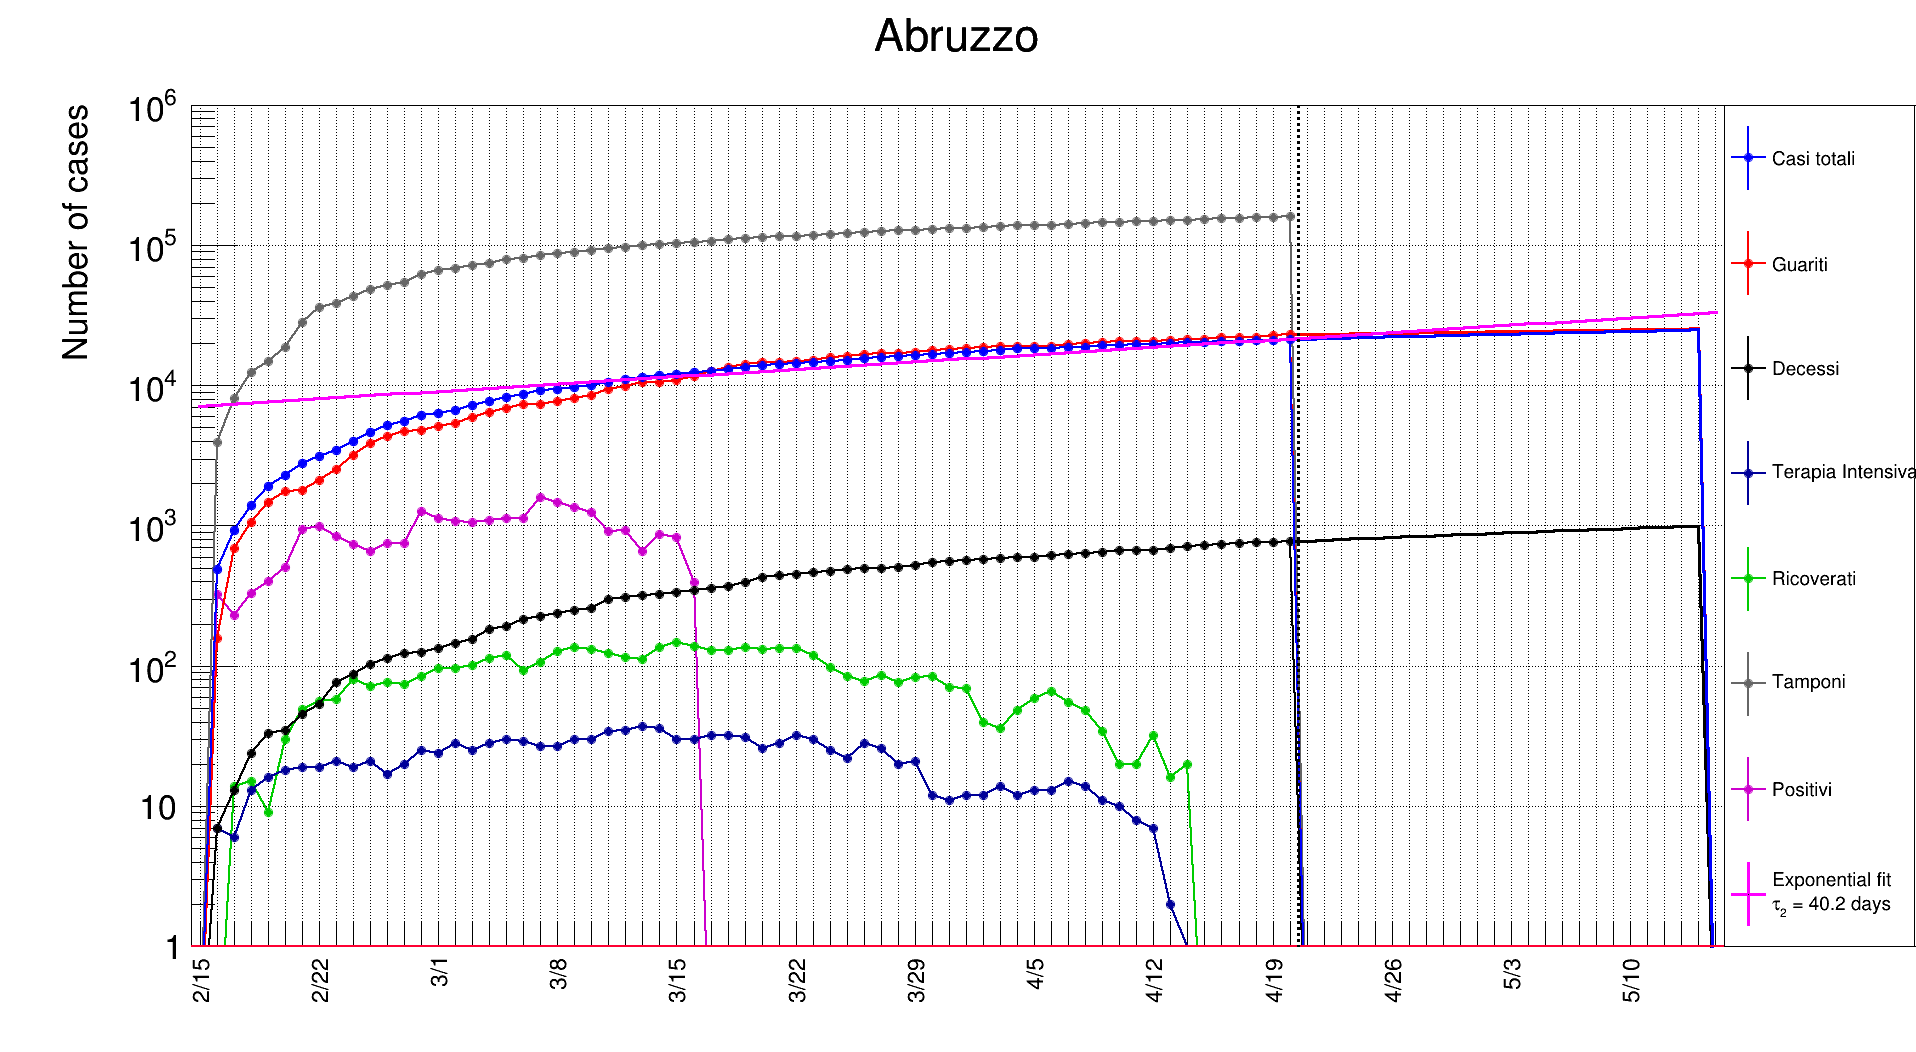 Abruzzo
Number of cases
10^6
10^5
10^4
10^3
10^2
10
1
2/15 2/22 3/1 3/8 3/15 3/22 3/29 4/5 4/12 4/19 4/26 5/3 5/10
Casi totali
Guariti
Decessi
Terapia Intensiva
Ricoverati
Tamponi
Positivi
Exponential fit
τ₂ = 40.2 days